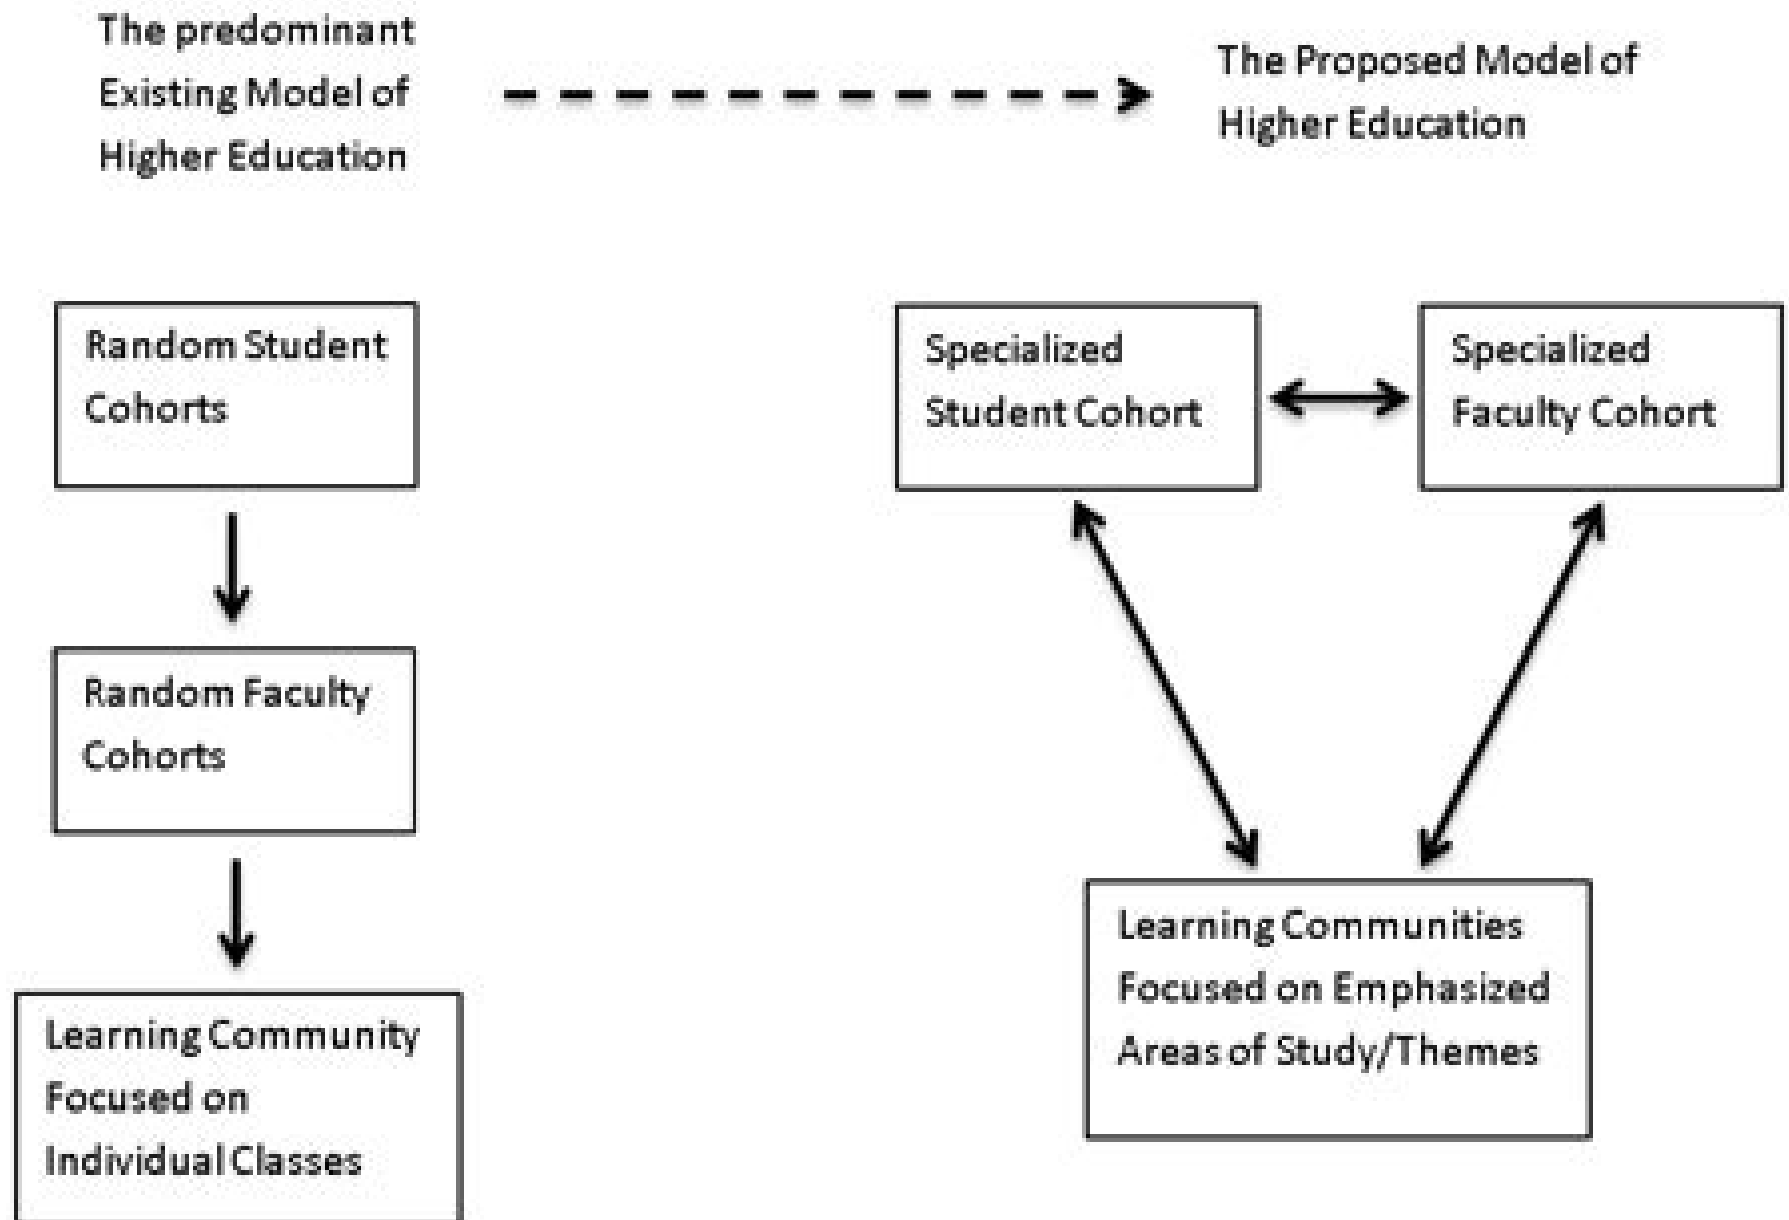 The predominant
Existing Model of
Higher Education
The Proposed Model of
Higher Education
Random Student
Cohorts
Random Faculty
Cohorts
Learning Community
Focused on
Individual Classes
Specialized
Student Cohort
Specialized
Faculty Cohort
Learning Communities
Focused on Emphasized
Areas of Study/Themes